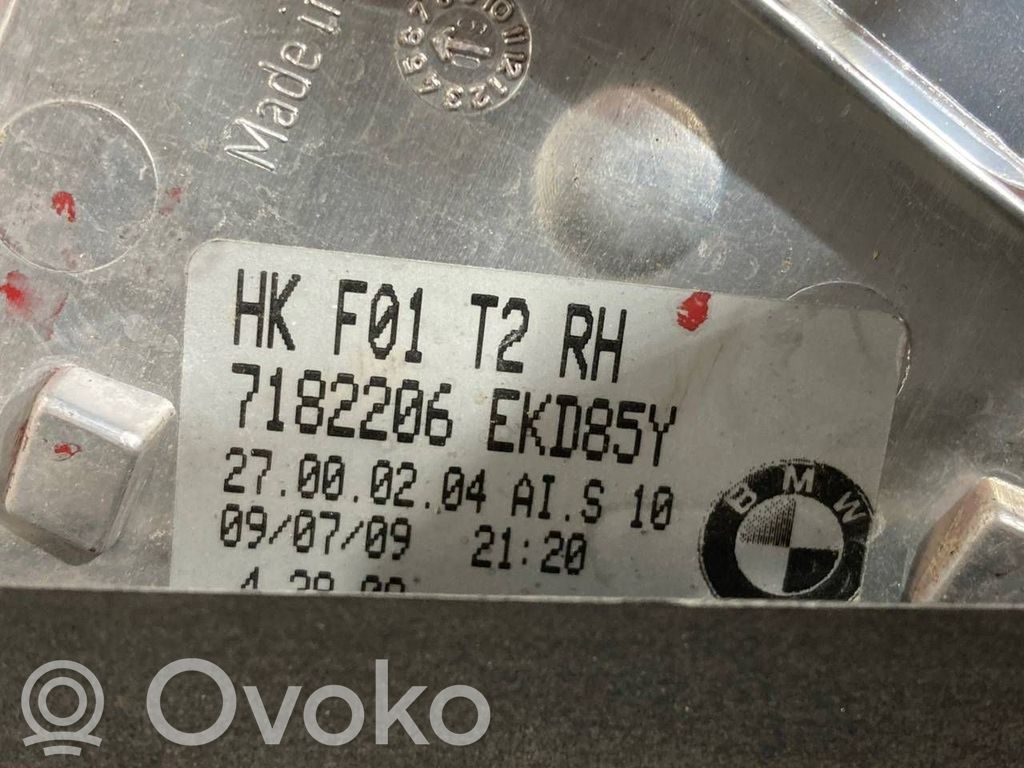 Made in
HK F01 T2 RH
7182206 EKD85Y
27.00.02.04 AI.S 10
09/07/09 21:20
BMW
Ovoko